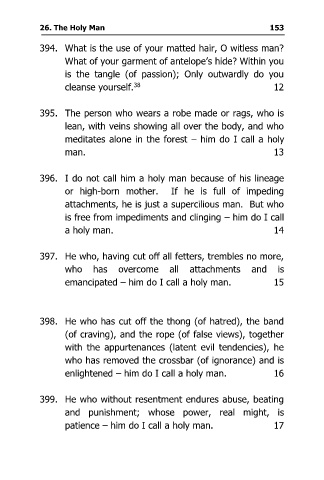 26. The Holy Man 153
394. What is the use of your matted hair, O witless man?
What of your garment of antelope's hide? Within you
is the tangle (of passion); Only outwardly do you
cleanse yourself.38 12
395. The person who wears a robe made or rags, who is
lean, with veins showing all over the body, and who
meditates alone in the forest – him do I call a holy
man. 13
396. I do not call him a holy man because of his lineage
or high-born mother. If he is full of impeding
attachments, he is just a supercilious man. But who
is free from impediments and clinging – him do I call
a holy man. 14
397. He who, having cut off all fetters, trembles no more,
who has overcome all attachments and is
emancipated – him do I call a holy man. 15
398. He who has cut off the thong (of hatred), the band
(of craving), and the rope (of false views), together
with the appurtenances (latent evil tendencies), he
who has removed the crossbar (of ignorance) and is
enlightened – him do I call a holy man. 16
399. He who without resentment endures abuse, beating
and punishment; whose power, real might, is
patience – him do I call a holy man. 17